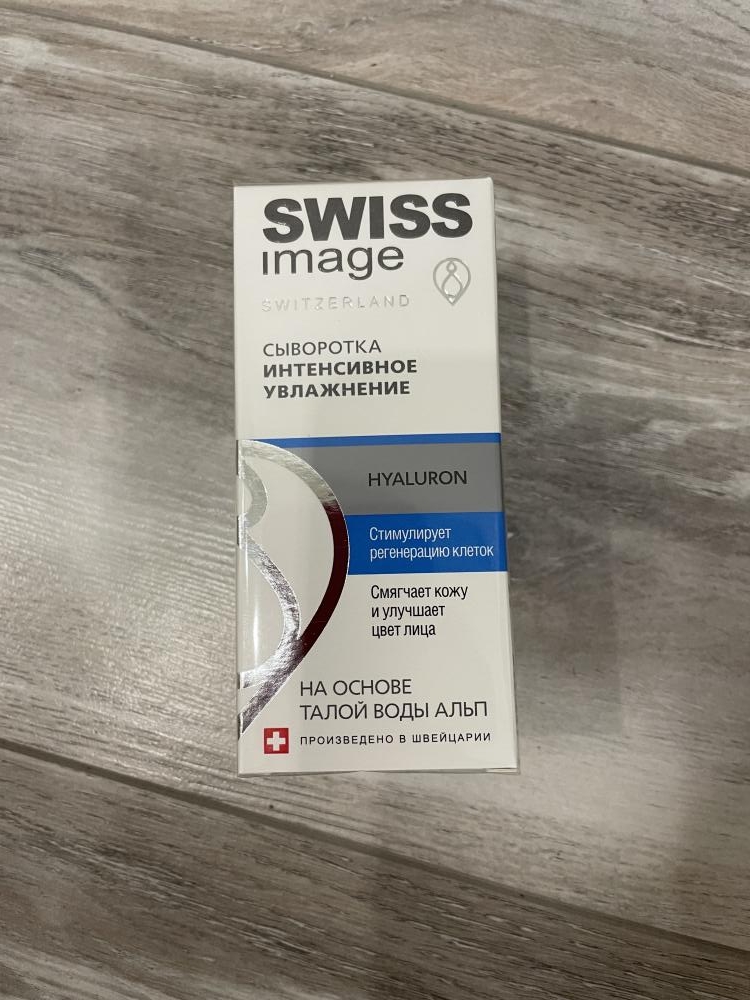 SWISS
image
SWITZERLAND
СЫВОРОТКА
ИНТЕНСИВНОЕ
УВЛАЖНЕНИЕ
HYALURON
Стимулирует
регенерацию клеток
Смягчает кожу
и улучшает
цвет лица
НА ОСНОВЕ
ТАЛОЙ ВОДЫ АЛЬП
ПРОИЗВЕДЕНО В ШВЕЙЦАРИИ